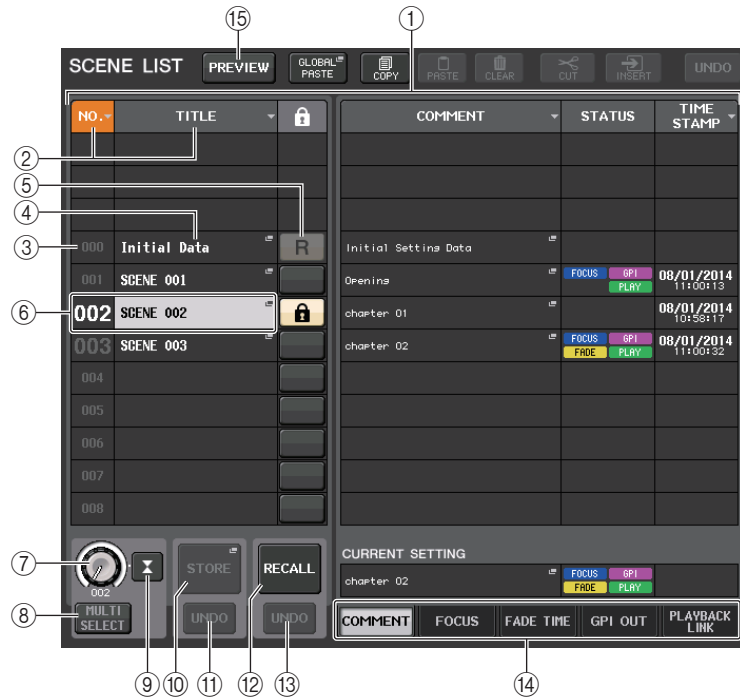 ⑮ ①
SCENE LIST PREVIEW GLOBAL PASTE COPY PASTE CLEAR CUT INSERT UNDO
NO. TITLE COMMENT STATUS TIME STAMP
②
⑤
④
③ 000 Initial Data R Initial Setting Data
001 SCENE 001 Opening FOCUS GPI PLAY 08/01/2014 11:00:13
⑥ 002 SCENE 002 chapter 01 08/01/2014 10:58:17
003 SCENE 003 chapter 02 FOCUS GPI FADE PLAY 08/01/2014 11:00:32
004
005
006
007
008
CURRENT SETTING
⑦ 002 STORE RECALL chapter 02 FOCUS GPI FADE PLAY
⑧ MULTI SELECT UNDO UNDO COMMENT FOCUS FADE TIME GPI OUT PLAYBACK LINK
⑨ ⑩ ⑪ ⑫ ⑬ ⑭